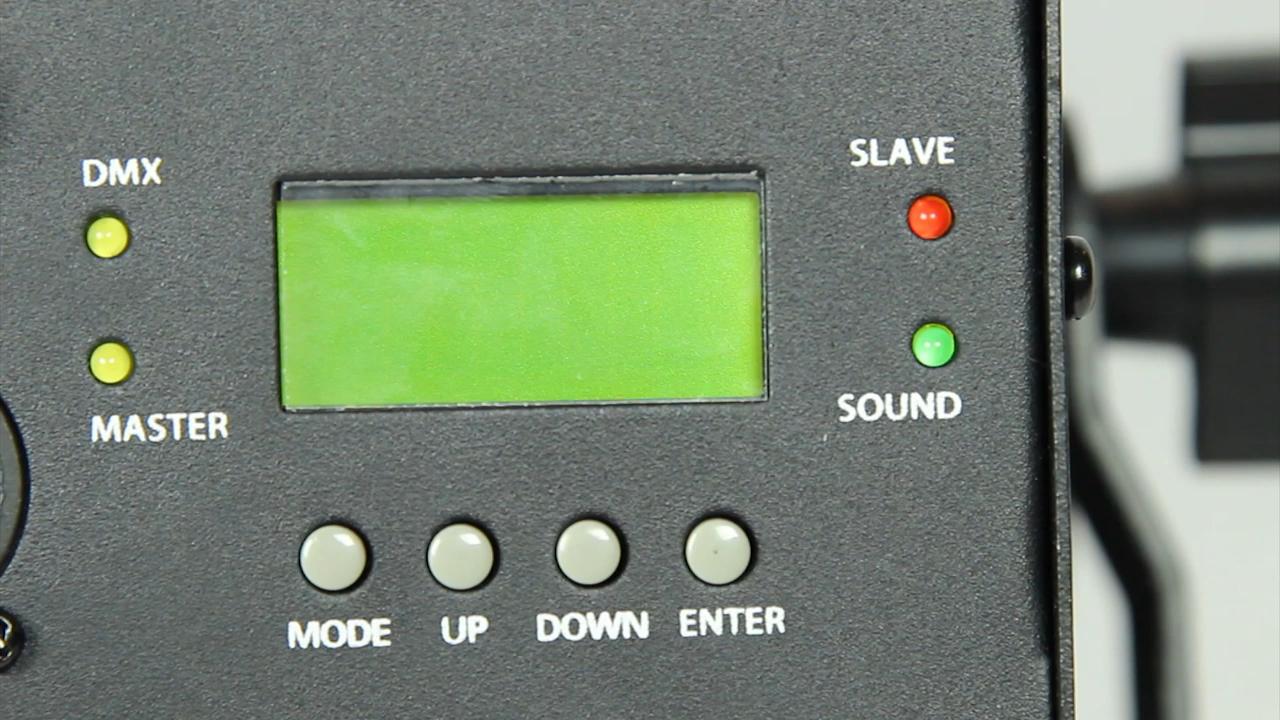 DMX
SLAVE
MASTER
SOUND
MODE
UP
DOWN
ENTER